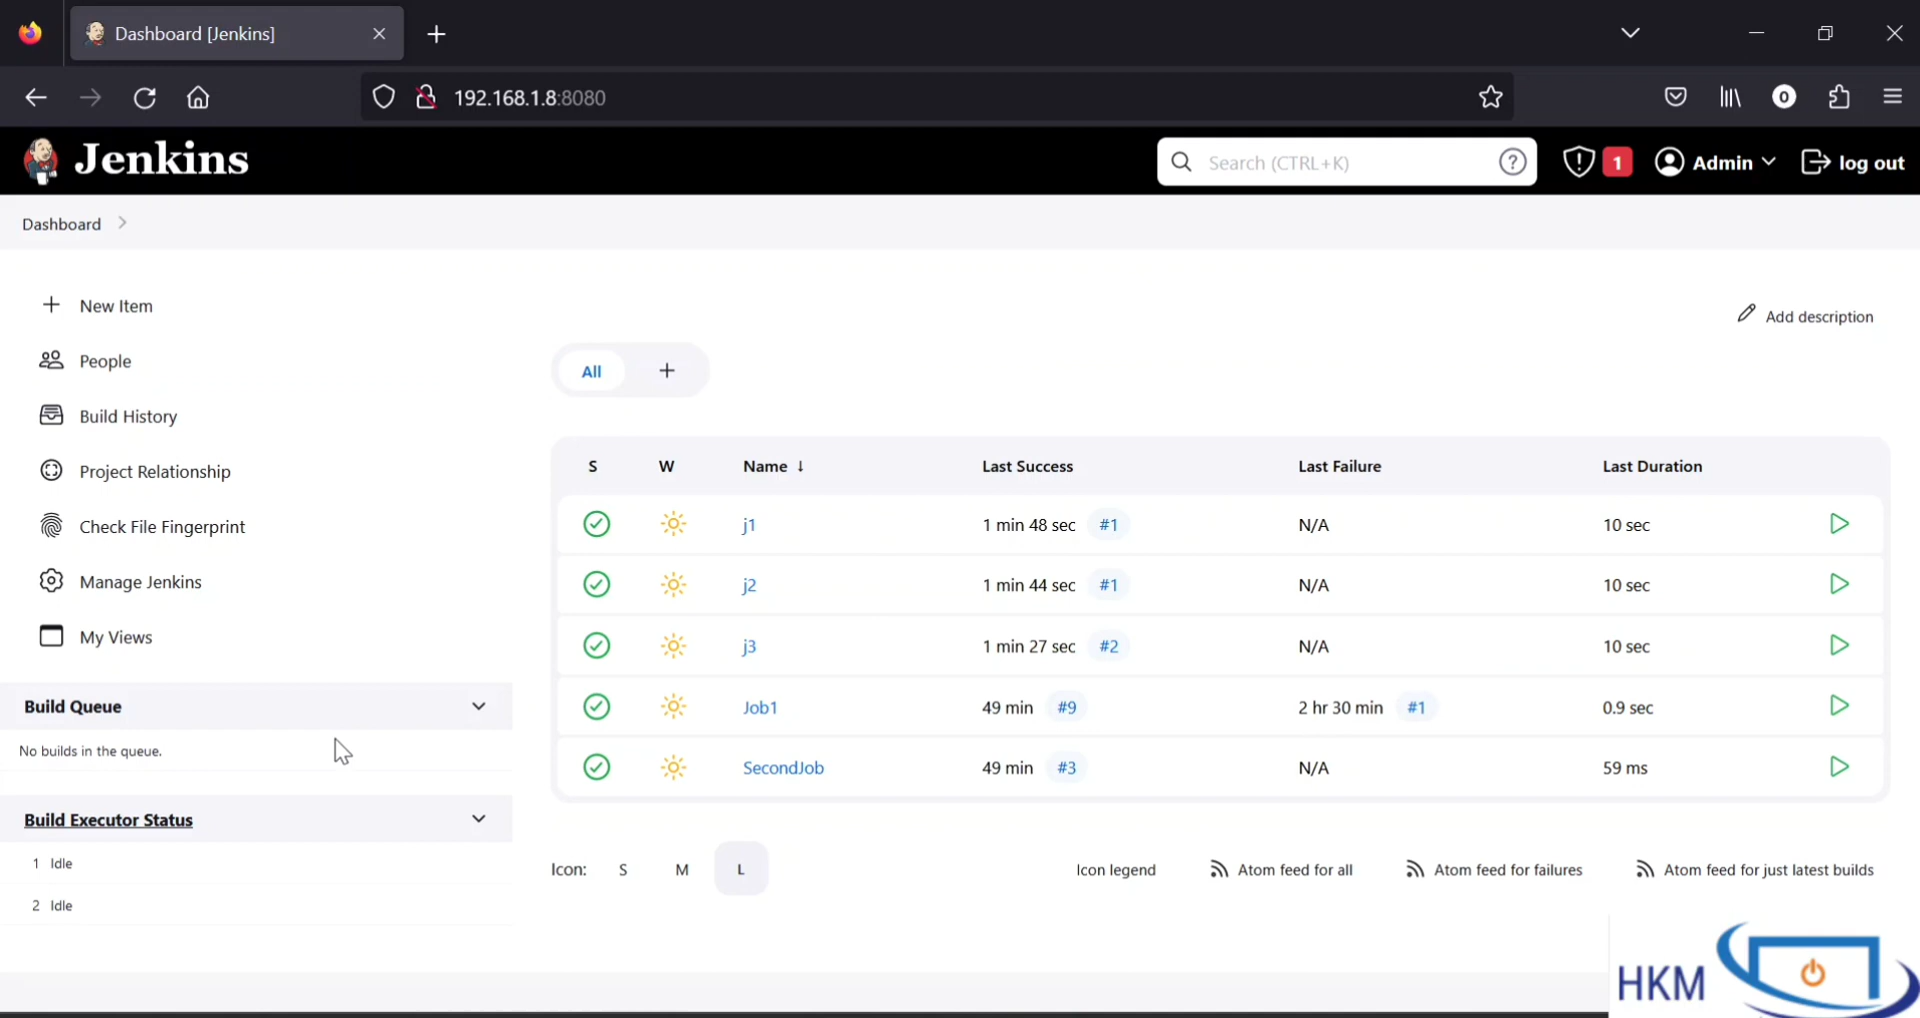 Dashboard [Jenkins]
192.168.1.8:8080
0
Jenkins
Search (CTRL+K)
1
Admin
log out
Dashboard
New Item
People
Build History
Project Relationship
Check File Fingerprint
Manage Jenkins
My Views
Build Queue
No builds in the queue.
Build Executor Status
1 Idle
2 Idle
Add description
All +
S W Name ↓ Last Success Last Failure Last Duration
j1 1 min 48 sec #1 N/A 10 sec
j2 1 min 44 sec #1 N/A 10 sec
j3 1 min 27 sec #2 N/A 10 sec
Job1 49 min #9 2 hr 30 min #1 0.9 sec
SecondJob 49 min #3 N/A 59 ms
Icon: S M L Icon legend Atom feed for all Atom feed for failures Atom feed for just latest builds
HKM